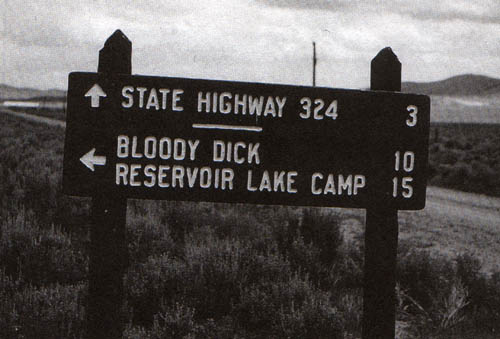 ↑ STATE HIGHWAY 324 3
← BLOODY DICK 10
RESERVOIR LAKE CAMP 15